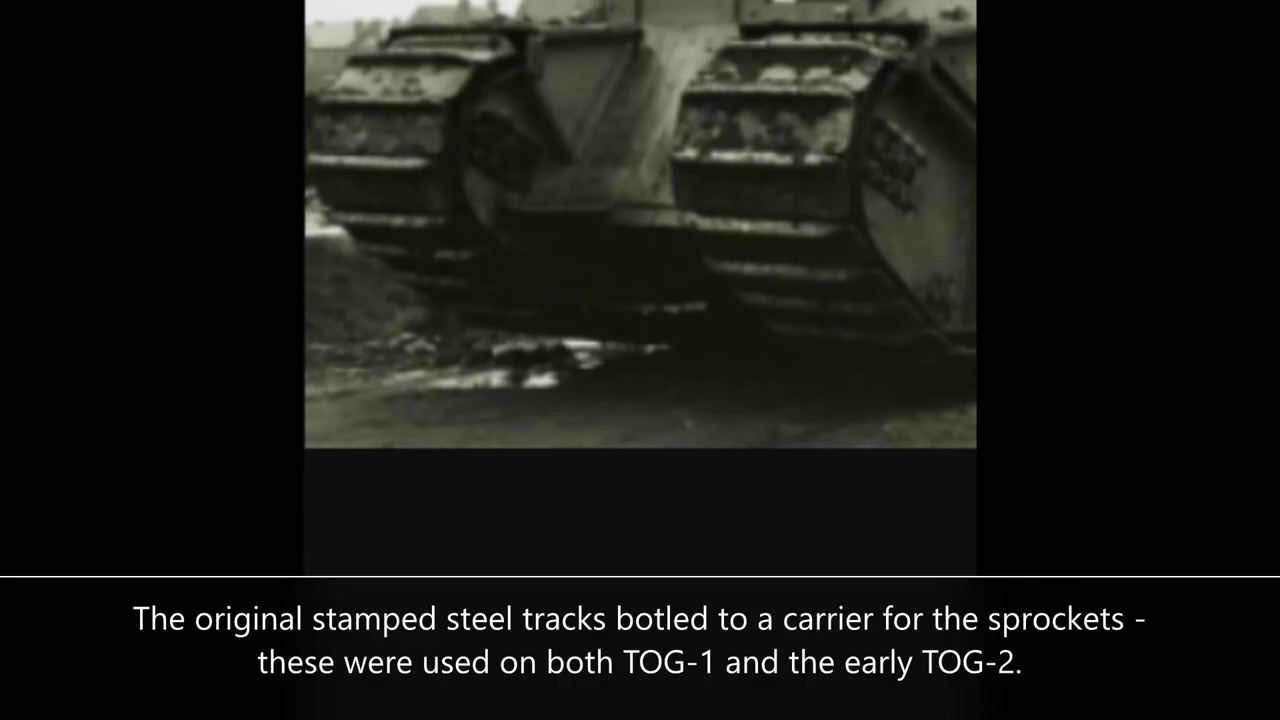 The original stamped steel tracks botled to a carrier for the sprockets -
these were used on both TOG-1 and the early TOG-2.